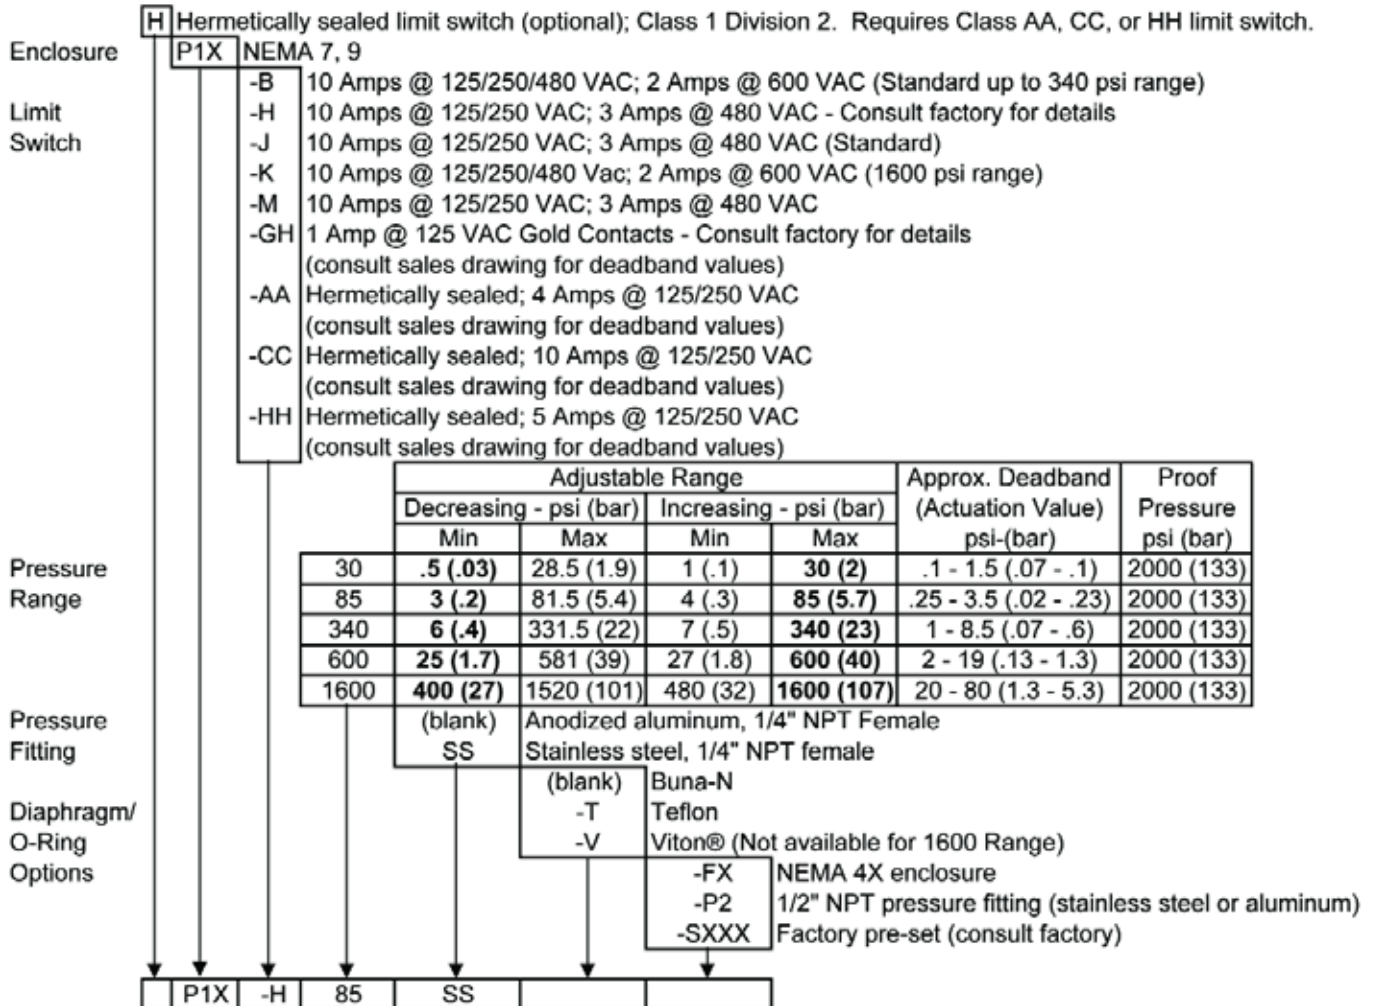 H Hermetically sealed limit switch (optional); Class 1 Division 2. Requires Class AA, CC, or HH limit switch.
Enclosure P1X NEMA 7, 9
-B 10 Amps @ 125/250/480 VAC; 2 Amps @ 600 VAC (Standard up to 340 psi range)
Limit -H 10 Amps @ 125/250 VAC; 3 Amps @ 480 VAC - Consult factory for details
Switch -J 10 Amps @ 125/250 VAC; 3 Amps @ 480 VAC (Standard)
-K 10 Amps @ 125/250/480 Vac; 2 Amps @ 600 VAC (1600 psi range)
-M 10 Amps @ 125/250 VAC; 3 Amps @ 480 VAC
-GH 1 Amp @ 125 VAC Gold Contacts - Consult factory for details
(consult sales drawing for deadband values)
-AA Hermetically sealed; 4 Amps @ 125/250 VAC
(consult sales drawing for deadband values)
-CC Hermetically sealed; 10 Amps @ 125/250 VAC
(consult sales drawing for deadband values)
-HH Hermetically sealed; 5 Amps @ 125/250 VAC
(consult sales drawing for deadband values)
Adjustable Range Approx. Deadband Proof
Decreasing - psi (bar) Increasing - psi (bar) (Actuation Value) Pressure
Min Max Min Max psi-(bar) psi (bar)
Pressure 30 .5 (.03) 28.5 (1.9) 1 (.1) 30 (2) .1 - 1.5 (.07 - .1) 2000 (133)
Range 85 3 (.2) 81.5 (5.4) 4 (.3) 85 (5.7) .25 - 3.5 (.02 - .23) 2000 (133)
340 6 (.4) 331.5 (22) 7 (.5) 340 (23) 1 - 8.5 (.07 - .6) 2000 (133)
600 25 (1.7) 581 (39) 27 (1.8) 600 (40) 2 - 19 (.13 - 1.3) 2000 (133)
1600 400 (27) 1520 (101) 480 (32) 1600 (107) 20 - 80 (1.3 - 5.3) 2000 (133)
Pressure (blank) Anodized aluminum, 1/4" NPT Female
Fitting SS Stainless steel, 1/4" NPT female
(blank) Buna-N
Diaphragm/ -T Teflon
O-Ring -V Viton® (Not available for 1600 Range)
Options -FX NEMA 4X enclosure
-P2 1/2" NPT pressure fitting (stainless steel or aluminum)
-SXXX Factory pre-set (consult factory)
P1X -H 85 SS